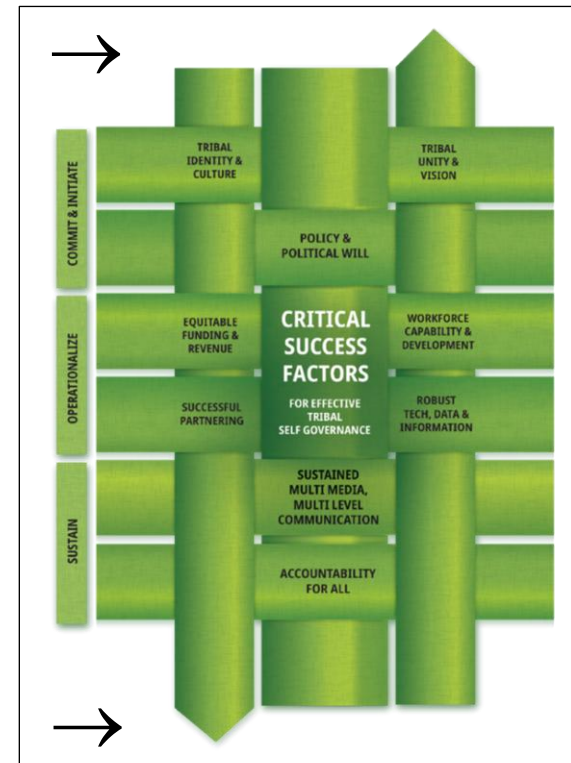 COMMIT & INITIATE
TRIBAL
IDENTITY &
CULTURE
TRIBAL
UNITY &
VISION
POLICY &
POLITICAL WILL
OPERATIONALIZE
EQUITABLE
FUNDING &
REVENUE
CRITICAL
SUCCESS
FACTORS
FOR EFFECTIVE
TRIBAL
SELF GOVERNANCE
WORKFORCE
CAPABILITY &
DEVELOPMENT
SUCCESSFUL
PARTNERING
ROBUST
TECH, DATA &
INFORMATION
SUSTAIN
SUSTAINED
MULTI MEDIA,
MULTI LEVEL
COMMUNICATION
ACCOUNTABILITY
FOR ALL